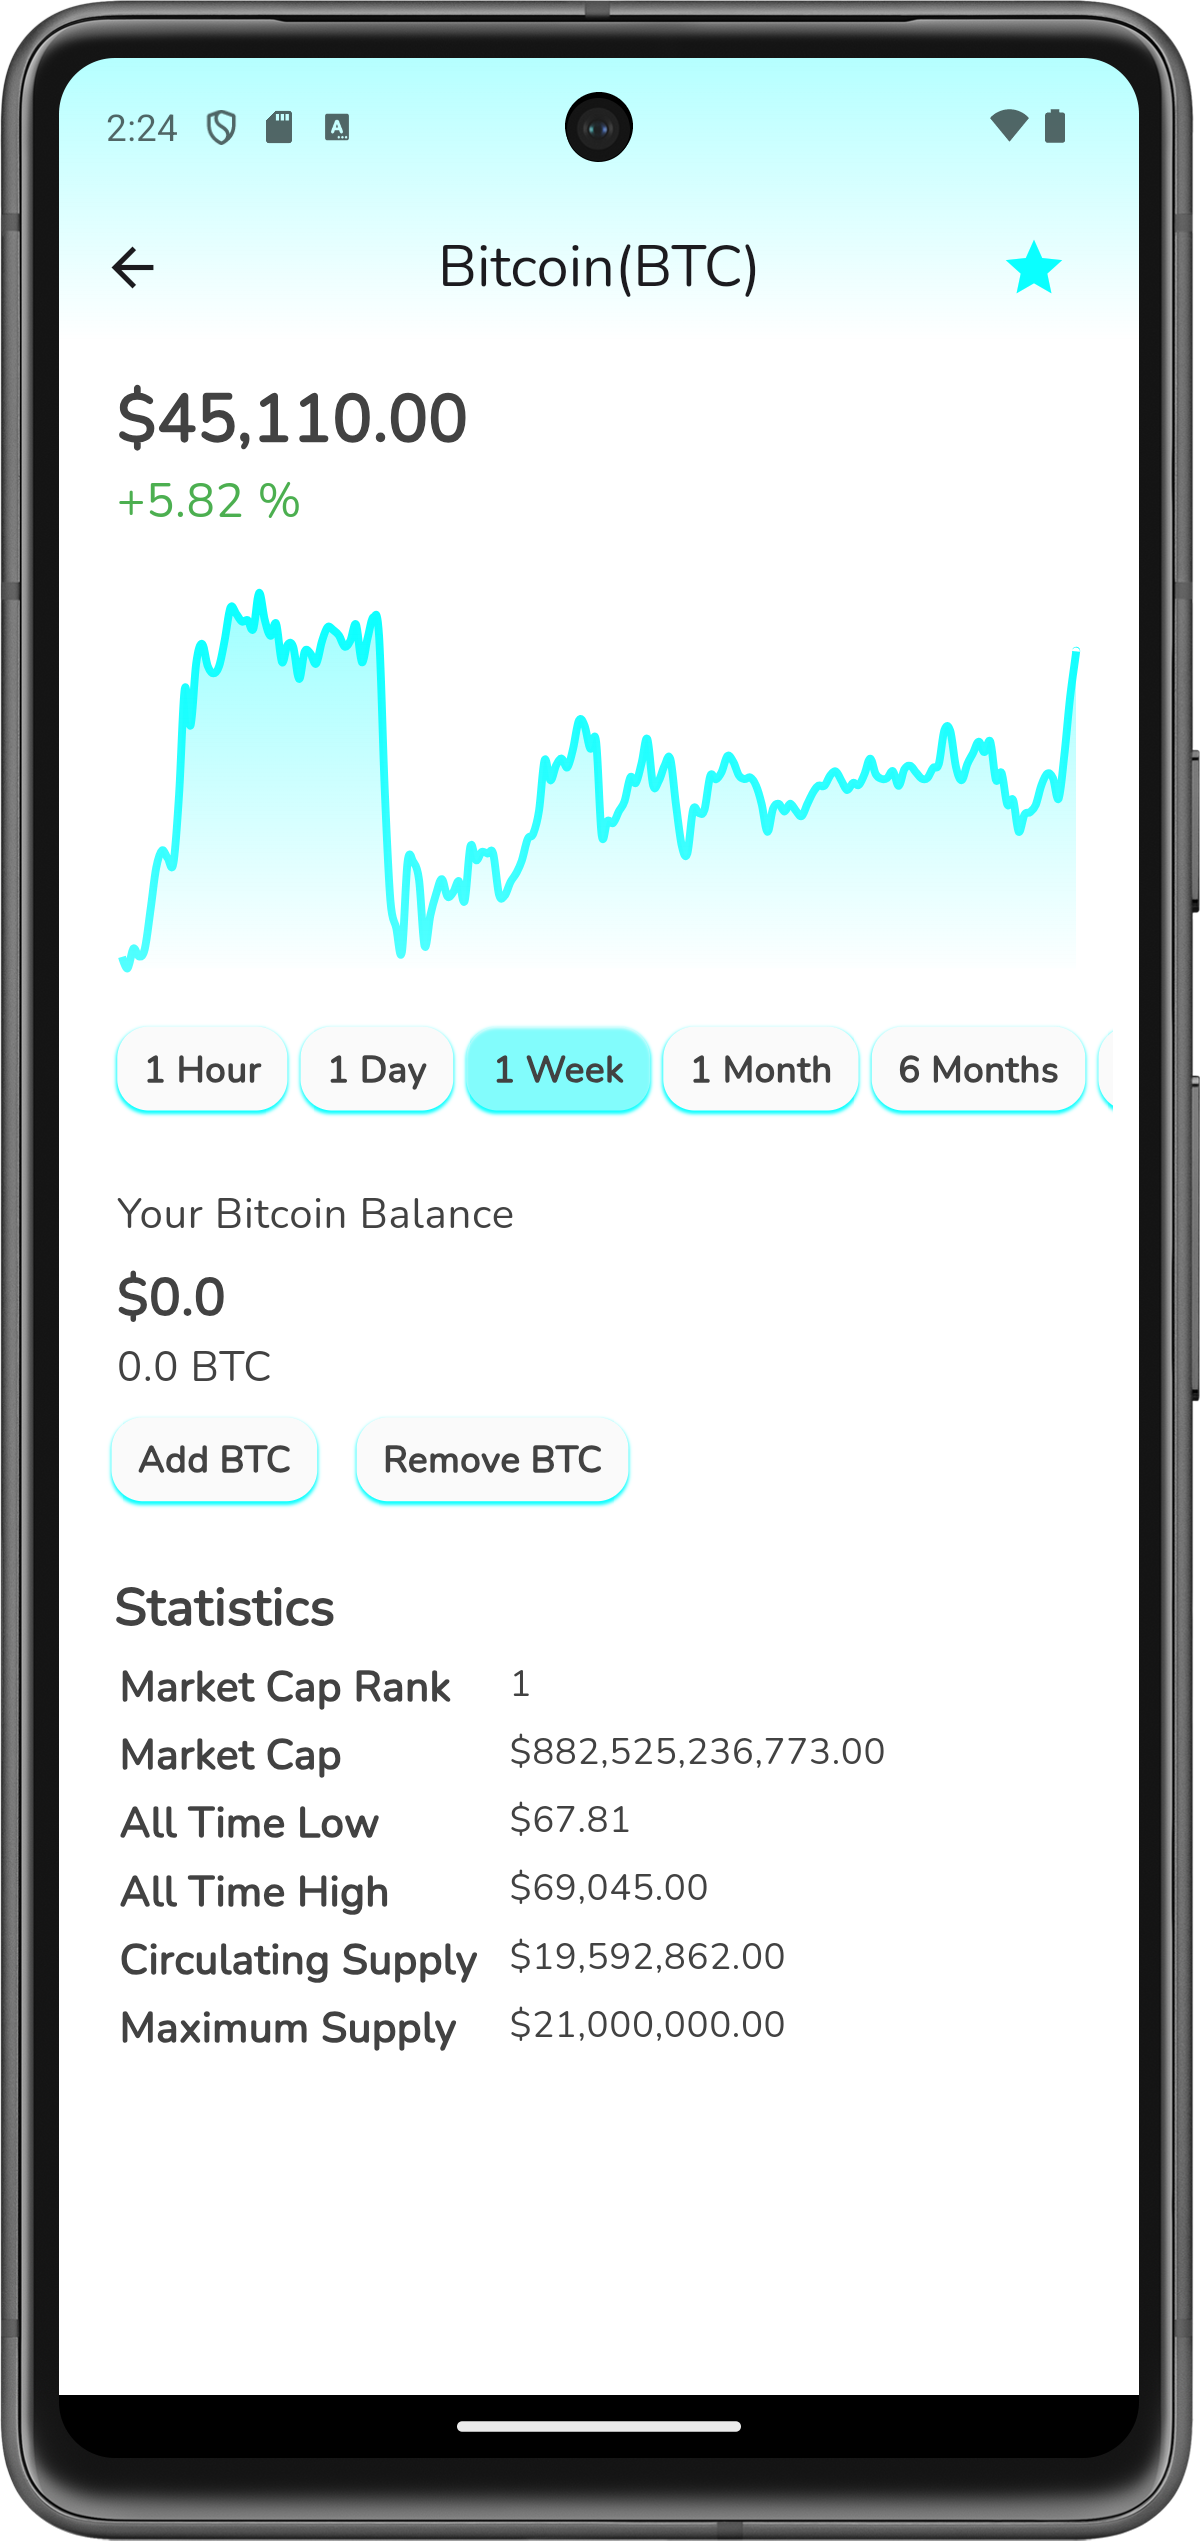 2:24 A
Bitcoin(BTC)
$45,110.00
+5.82 %
1 Hour 1 Day 1 Week 1 Month 6 Months
Your Bitcoin Balance
$0.0
0.0 BTC
Add BTC Remove BTC
Statistics
Market Cap Rank 1
Market Cap $882,525,236,773.00
All Time Low $67.81
All Time High $69,045.00
Circulating Supply $19,592,862.00
Maximum Supply $21,000,000.00